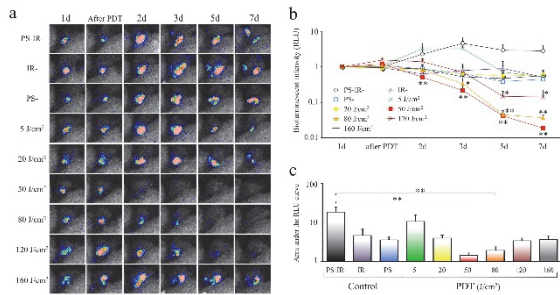 a
1d After PDT 2d 3d 5d 7d
PS-IR-
IR-
PS-
5 J/cm²
20 J/cm²
50 J/cm²
80 J/cm²
120 J/cm²
160 J/cm²
b
Bioluminescent intensity (RLU)
10
1
0.1
0.01
PS-IR- IR-
PS- 5 J/cm²
20 J/cm² 50 J/cm²
80 J/cm² 120 J/cm²
160 J/cm²
** ** * ** ** * * ** **
1d after PDT 2d 3d 5d 7d
c
Area under the RLU curve
100
10
1
**
**
PS-IR- IR- PS- 5 20 50 80 120 160
Control PDT (J/cm²)